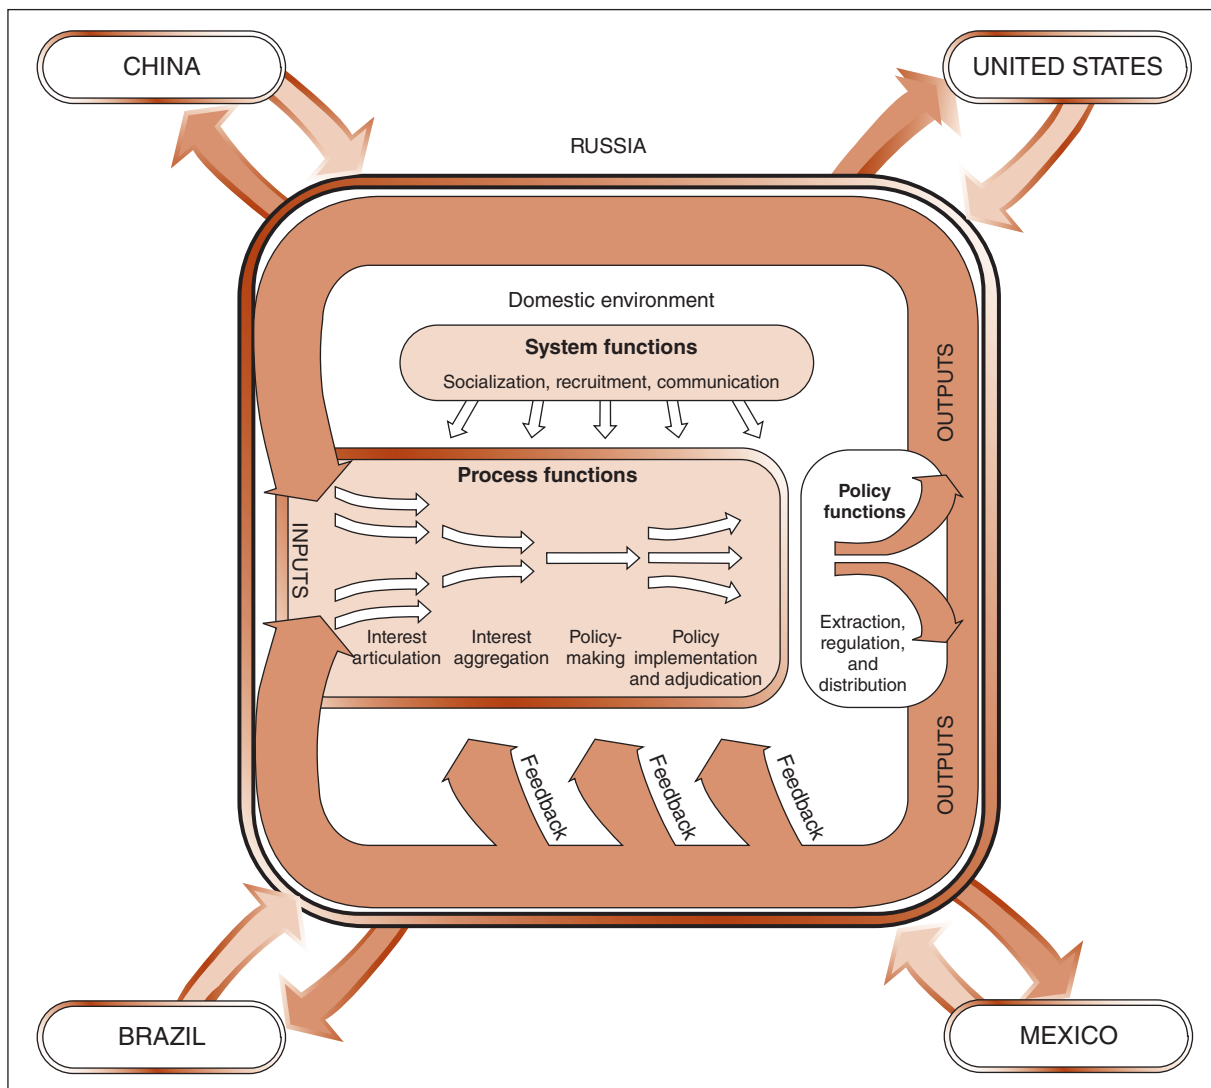 CHINA
UNITED STATES
RUSSIA
Domestic environment
System functions
Socialization, recruitment, communication
OUTPUTS
Process functions
Policy
functions
INPUTS
Extraction,
regulation,
and
distribution
Interest
articulation
Interest
aggregation
Policy-
making
Policy
implementation
and adjudication
OUTPUTS
Feedback
Feedback
Feedback
BRAZIL
MEXICO